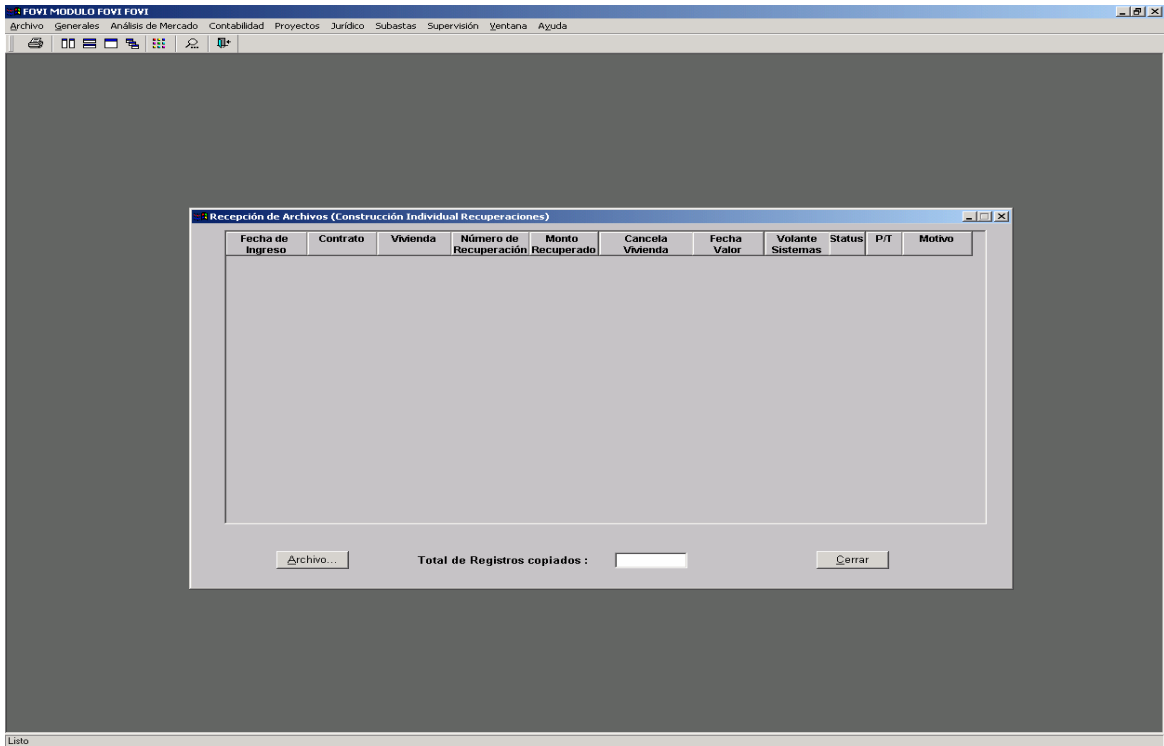 FOVI MODULO FOVI FOVI
Archivo Generales Análisis de Mercado Contabilidad Proyectos Jurídico Subastas Supervisión Ventana Ayuda
Recepción de Archivos (Construcción Individual Recuperaciones)
Fecha de Ingreso Contrato Vivienda Número de Recuperación Monto Recuperado Cancela Vivienda Fecha Valor Volante Sistemas Status P/T Motivo
Archivo... Total de Registros copiados : Cerrar
Listo